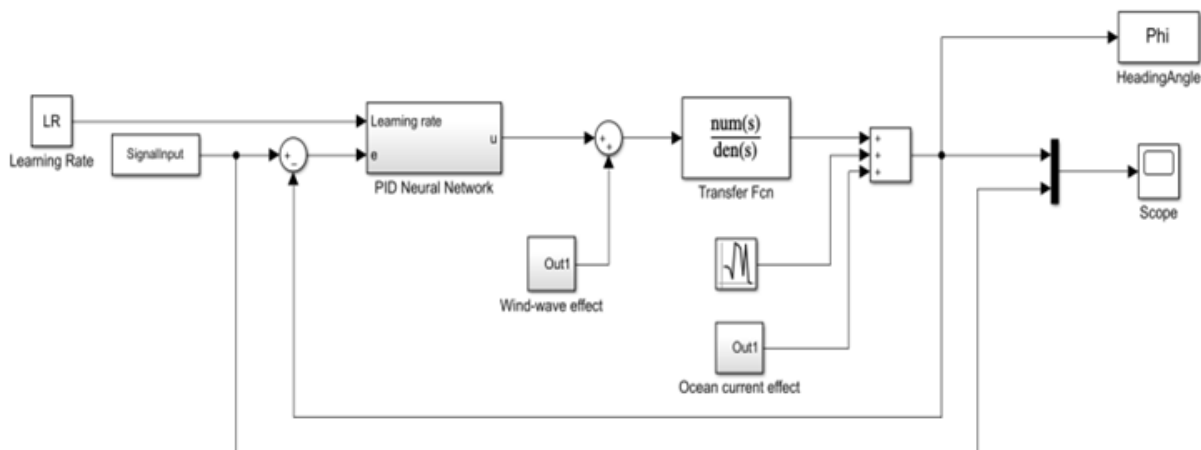 Phi
HeadingAngle
LR
Learning Rate
SignalInput
+
−
Learning rate
e
u
PID Neural Network
+
+
num(s)
den(s)
Transfer Fcn
+
+
+
Scope
Out1
Wind-wave effect
Out1
Ocean current effect